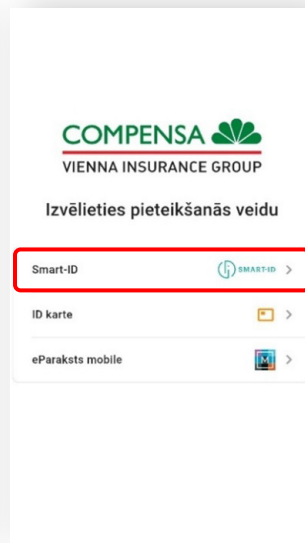 COMPENSA
VIENNA INSURANCE GROUP
Izvēlieties pieteikšanās veidu
Smart-ID SMART-ID
ID karte
eParaksts mobile M